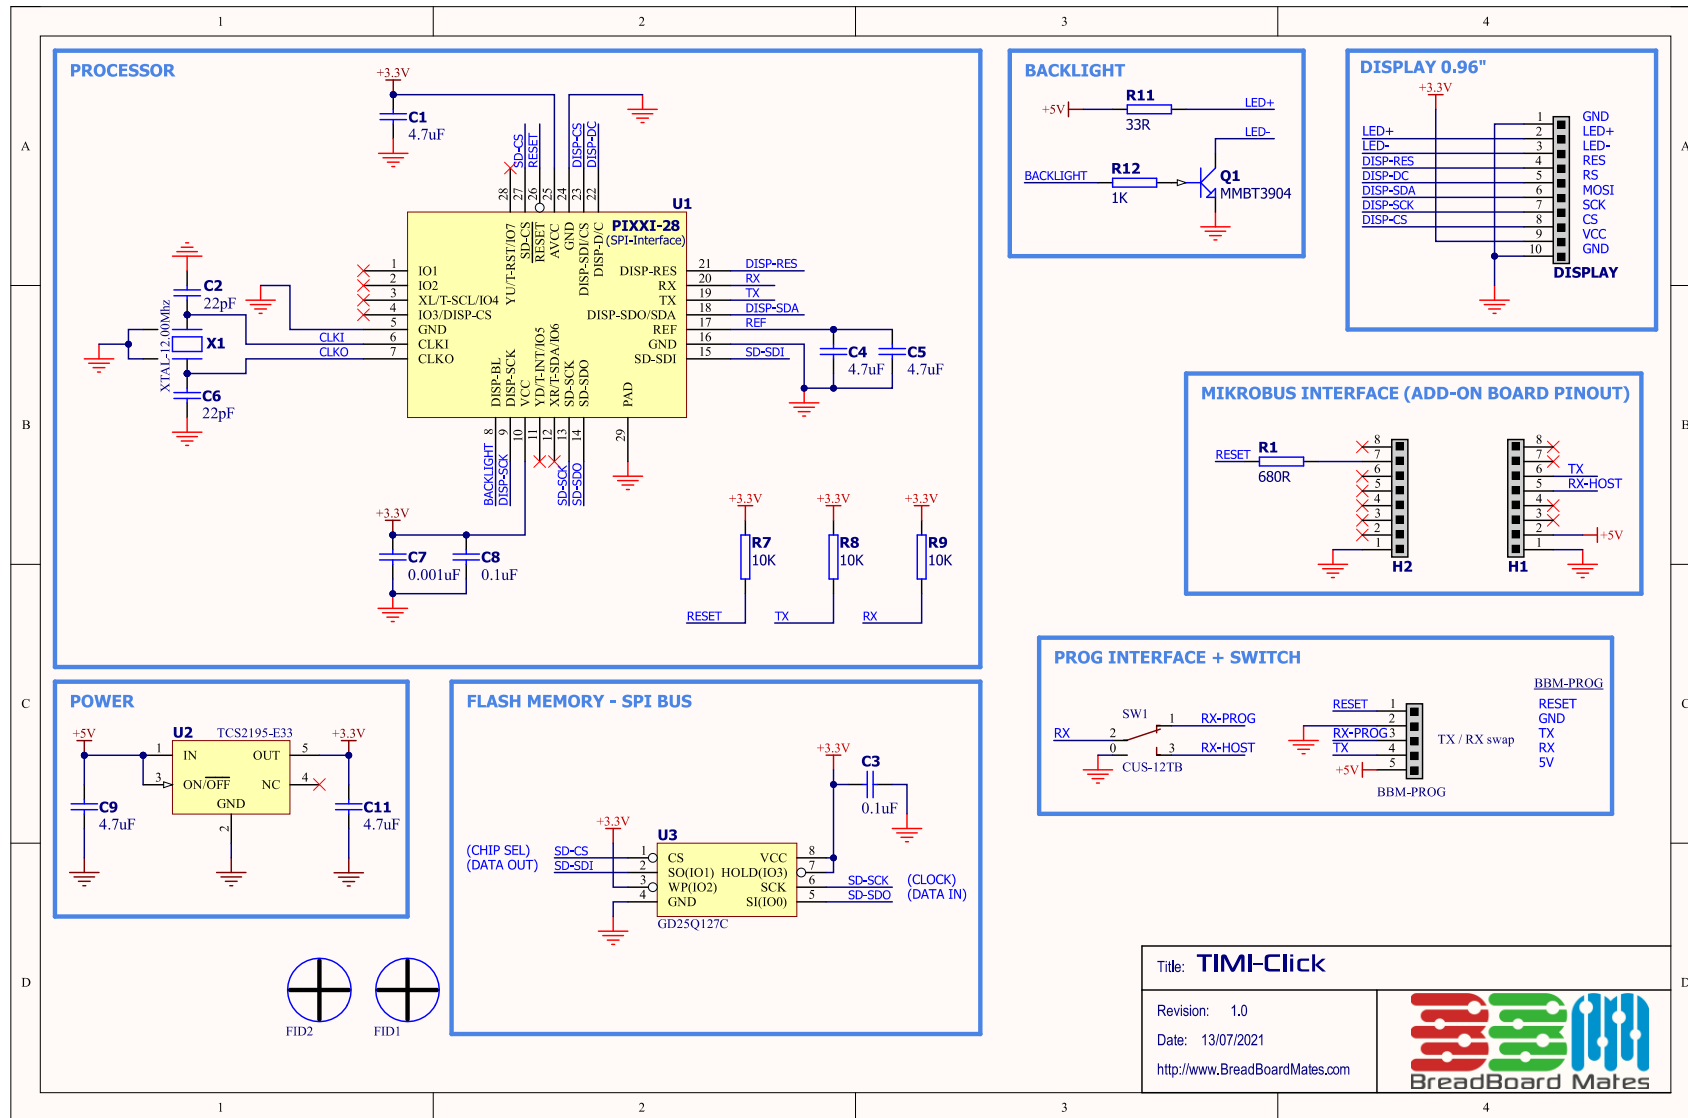 1 2 3 4
A B C D
PROCESSOR
+3.3V
C1
4.7uF
SD-CS
RESET
DISP-CS
DISP-DC
28 27 26 25 24 23 22
YU/T-RST/IO7
SD-CS
RESET
AVCC
GND
DISP-SDI/CS
DISP-D/C
U1
PIXXI-28
(SPI-Interface)
C2
22pF
XTAL-12.00Mhz
X1
C6
22pF
CLKI
CLKO
1 IO1
2 IO2
3 XL/T-SCL/IO4
4 IO3/DISP-CS
5 GND
6 CLKI
7 CLKO
DISP-RES 21 DISP-RES
RX 20 RX
TX 19 TX
DISP-SDO/SDA 18 DISP-SDA
REF 17 REF
GND 16
SD-SDI 15 SD-SDI
C4
4.7uF
C5
4.7uF
DISP-BL
DISP-SCK
VCC
YD/T-INT/IO5
XR/T-SDA/IO6
SD-SCK
SD-SDO
PAD
8 9 10 11 12 13 14 29
BACKLIGHT
DISP-SCK
SD-SCK
SD-SDO
+3.3V
C7
0.001uF
C8
0.1uF
+3.3V
R7
10K
RESET
+3.3V
R8
10K
TX
+3.3V
R9
10K
RX
BACKLIGHT
+5V
R11
33R
LED+
LED-
BACKLIGHT
R12
1K
Q1
MMBT3904
DISPLAY 0.96"
+3.3V
1 GND
LED+ 2 LED+
LED- 3 LED-
DISP-RES 4 RES
DISP-DC 5 RS
DISP-SDA 6 MOSI
DISP-SCK 7 SCK
DISP-CS 8 CS
9 VCC
10 GND
DISPLAY
MIKROBUS INTERFACE (ADD-ON BOARD PINOUT)
RESET
R1
680R
8
7
6
5
4
3
2
1
H2
8
7
6 TX
5 RX-HOST
4
3
2 +5V
1
H1
PROG INTERFACE + SWITCH
SW1
RX 2
1 RX-PROG
0
3 RX-HOST
CUS-12TB
BBM-PROG
RESET 1 RESET
2 GND
RX-PROG 3 TX
TX 4 RX
+5V 5 5V
TX / RX swap
BBM-PROG
POWER
+5V
U2 TCS2195-E33
+3.3V
1 IN
OUT 5
3 ON/OFF
NC 4
GND
2
C9
4.7uF
C11
4.7uF
FLASH MEMORY - SPI BUS
+3.3V
C3
0.1uF
+3.3V
U3
(CHIP SEL) SD-CS 1 CS
(DATA OUT) SD-SDI 2 SO(IO1)
3 WP(IO2)
4 GND
VCC 8
HOLD(IO3) 7
SCK 6 SD-SCK (CLOCK)
SI(IO0) 5 SD-SDO (DATA IN)
GD25Q127C
FID2
FID1
Title: TIMI-Click
Revision: 1.0
Date: 13/07/2021
http://www.BreadBoardMates.com
BBM
BreadBoard Mates
A B C D
1 2 3 4